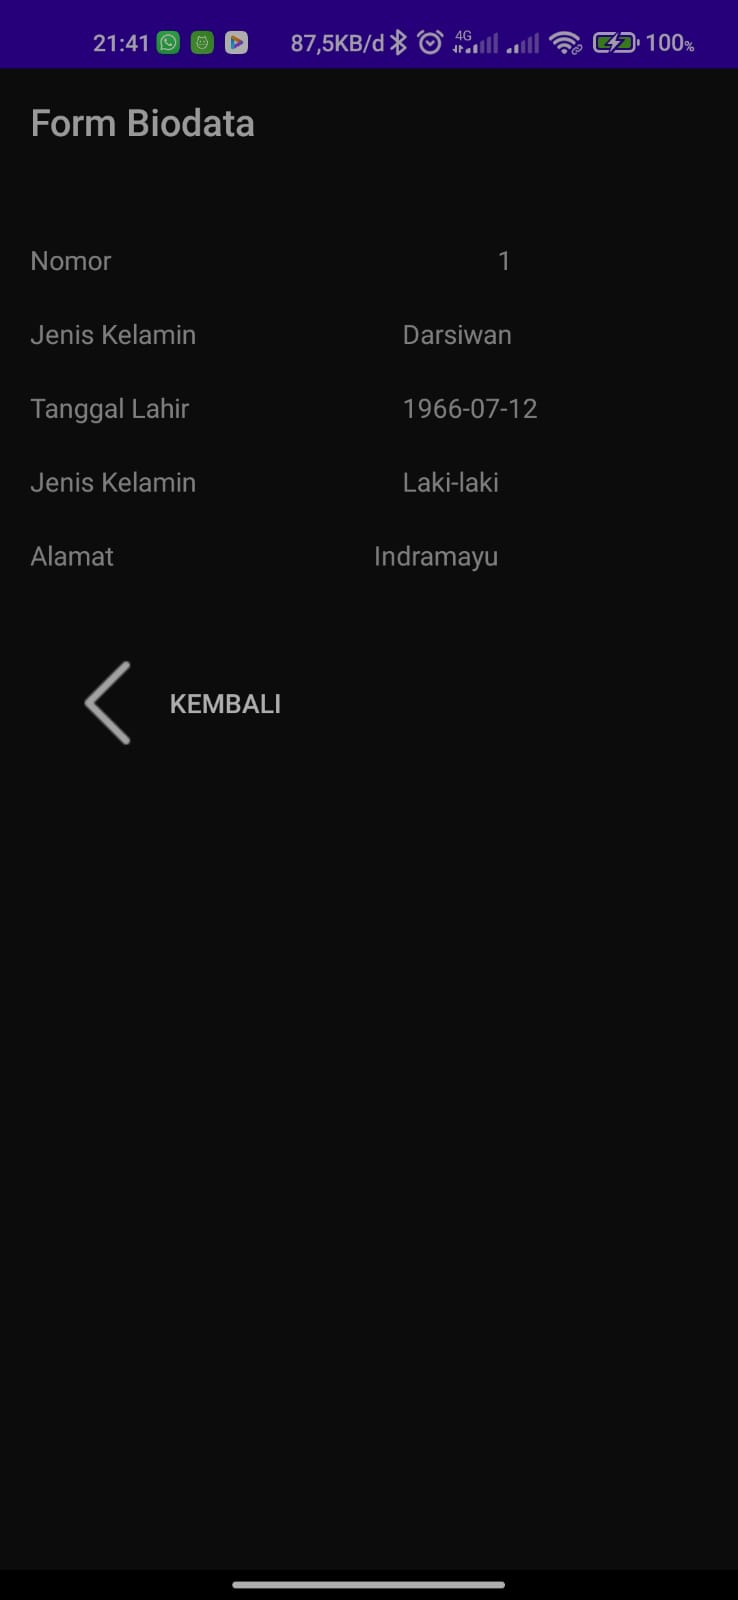 21:41 87,5KB/d 4G 100%
Form Biodata
Nomor 1
Jenis Kelamin Darsiwan
Tanggal Lahir 1966-07-12
Jenis Kelamin Laki-laki
Alamat Indramayu
KEMBALI